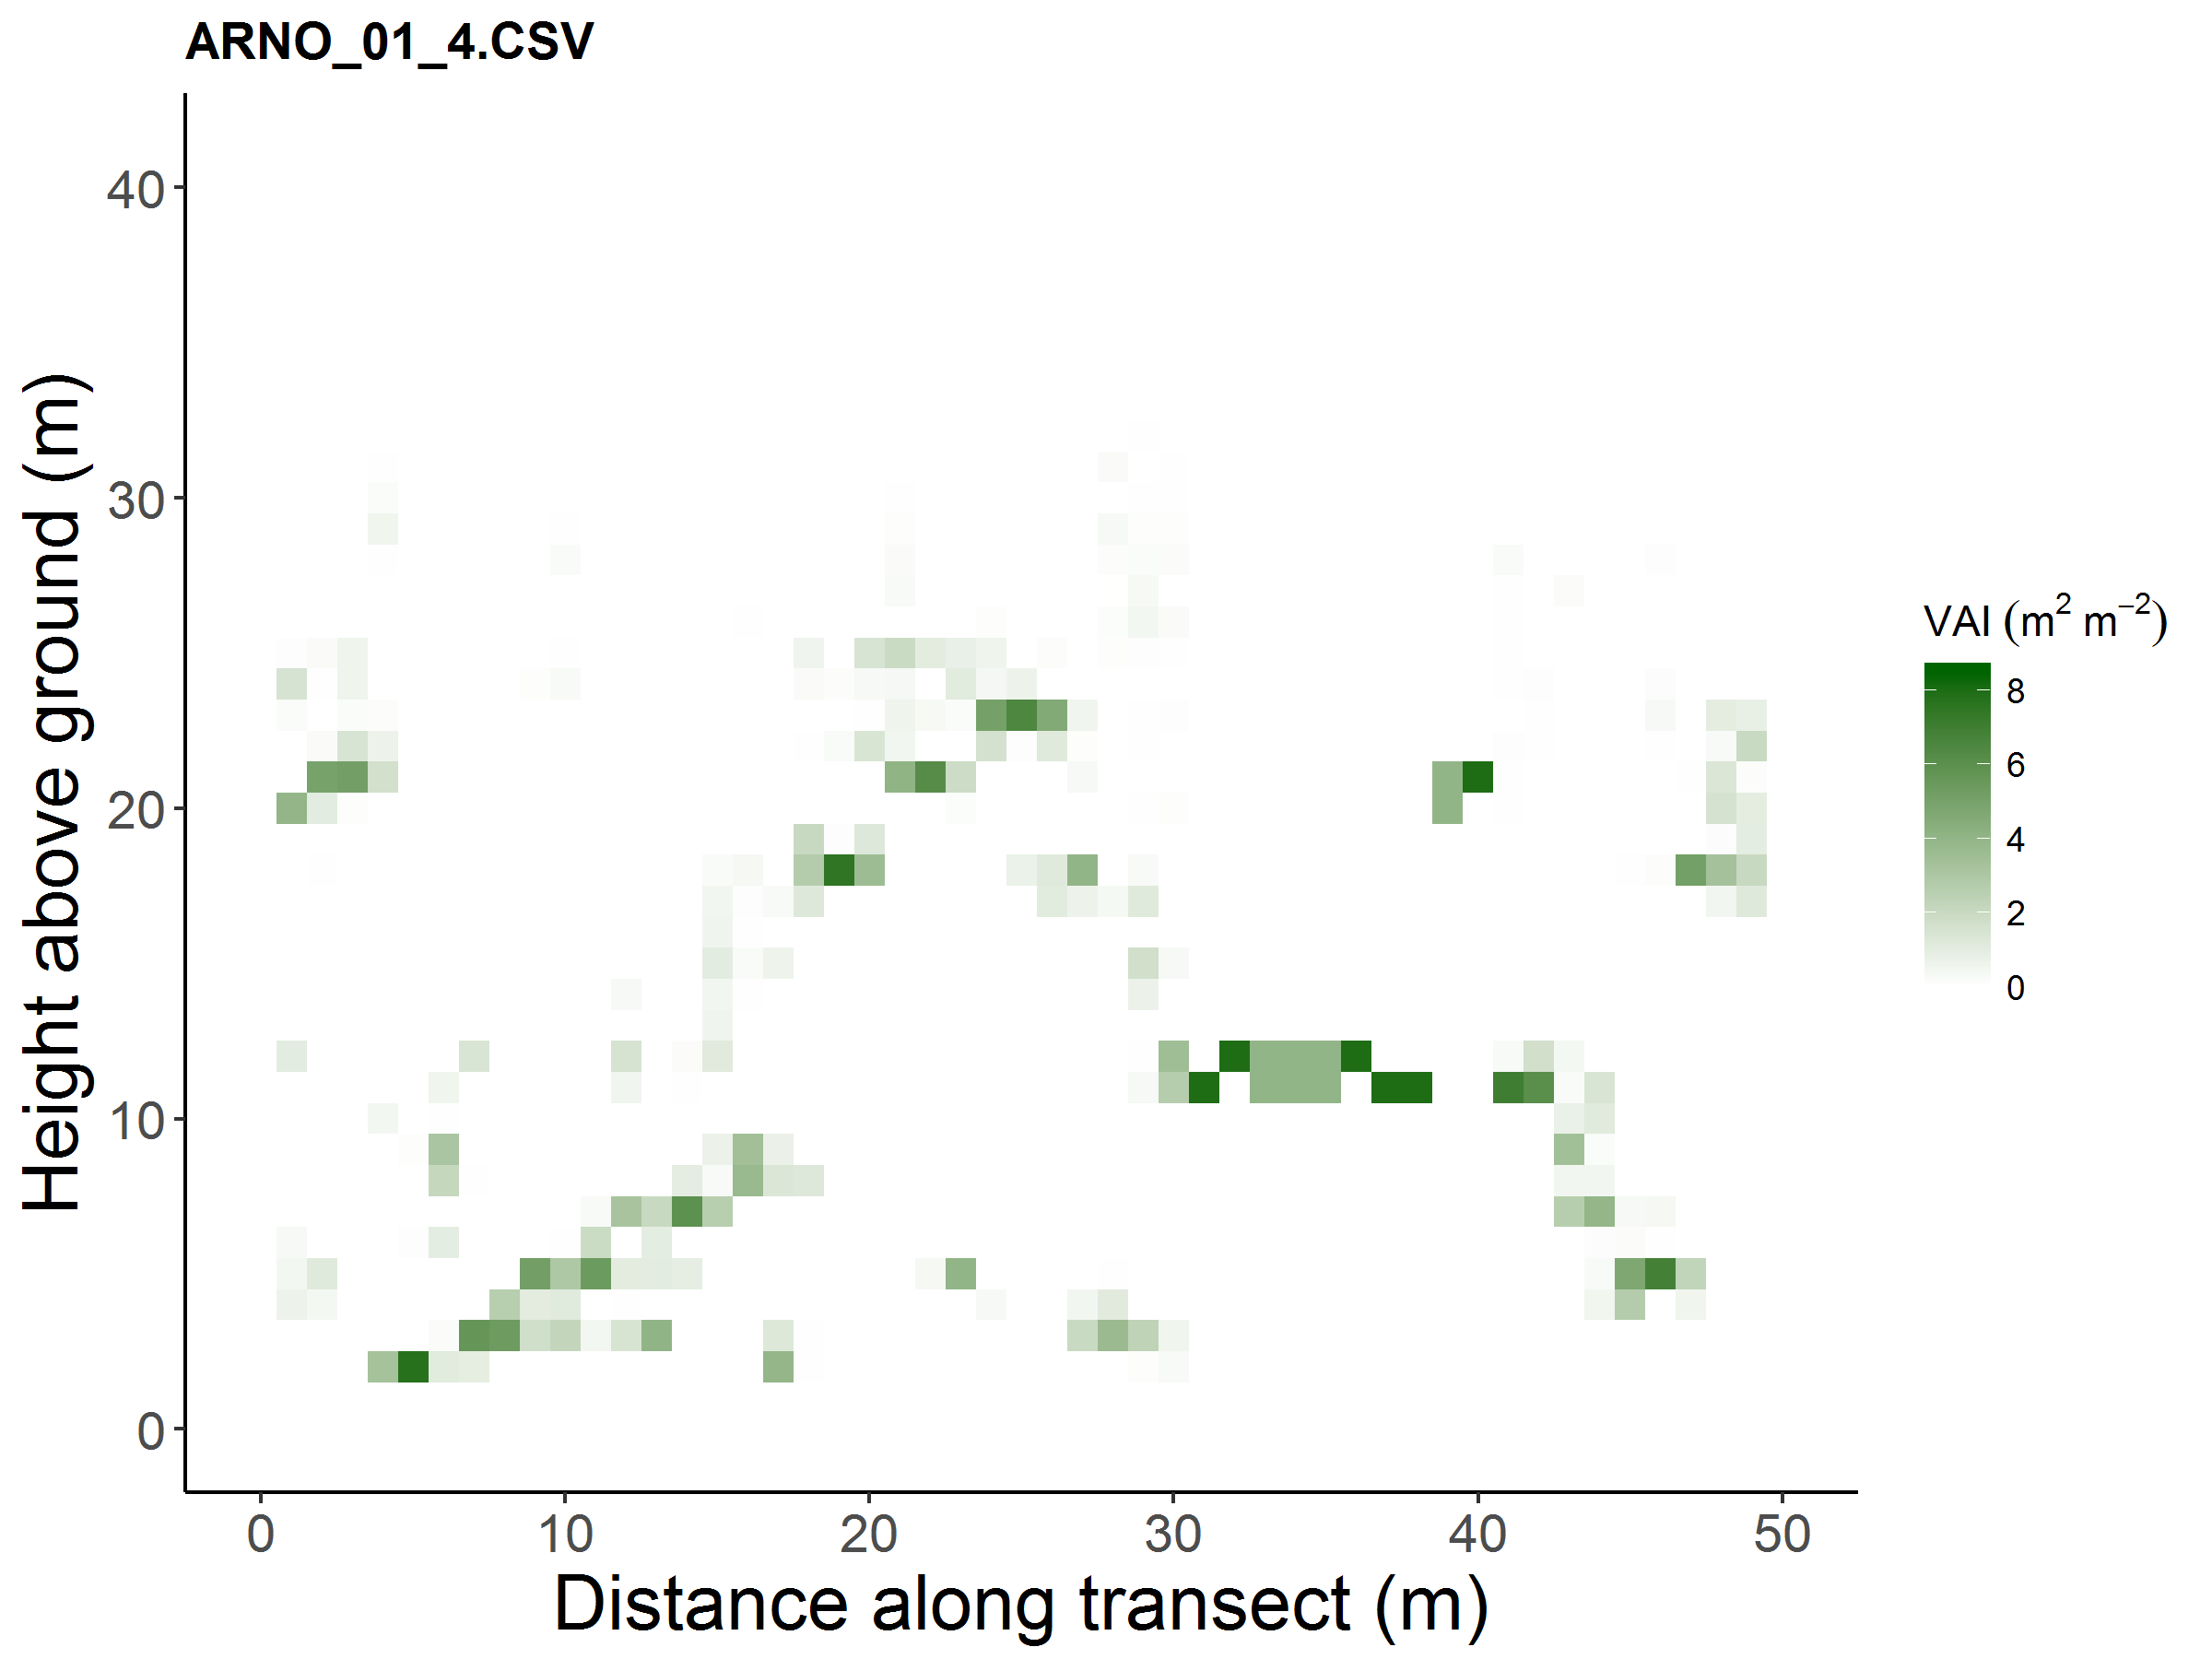 ARNO_01_4.CSV
Height above ground (m)
40
30
20
10
0
0 10 20 30 40 50
Distance along transect (m)
VAI (m² m⁻²)
8
6
4
2
0